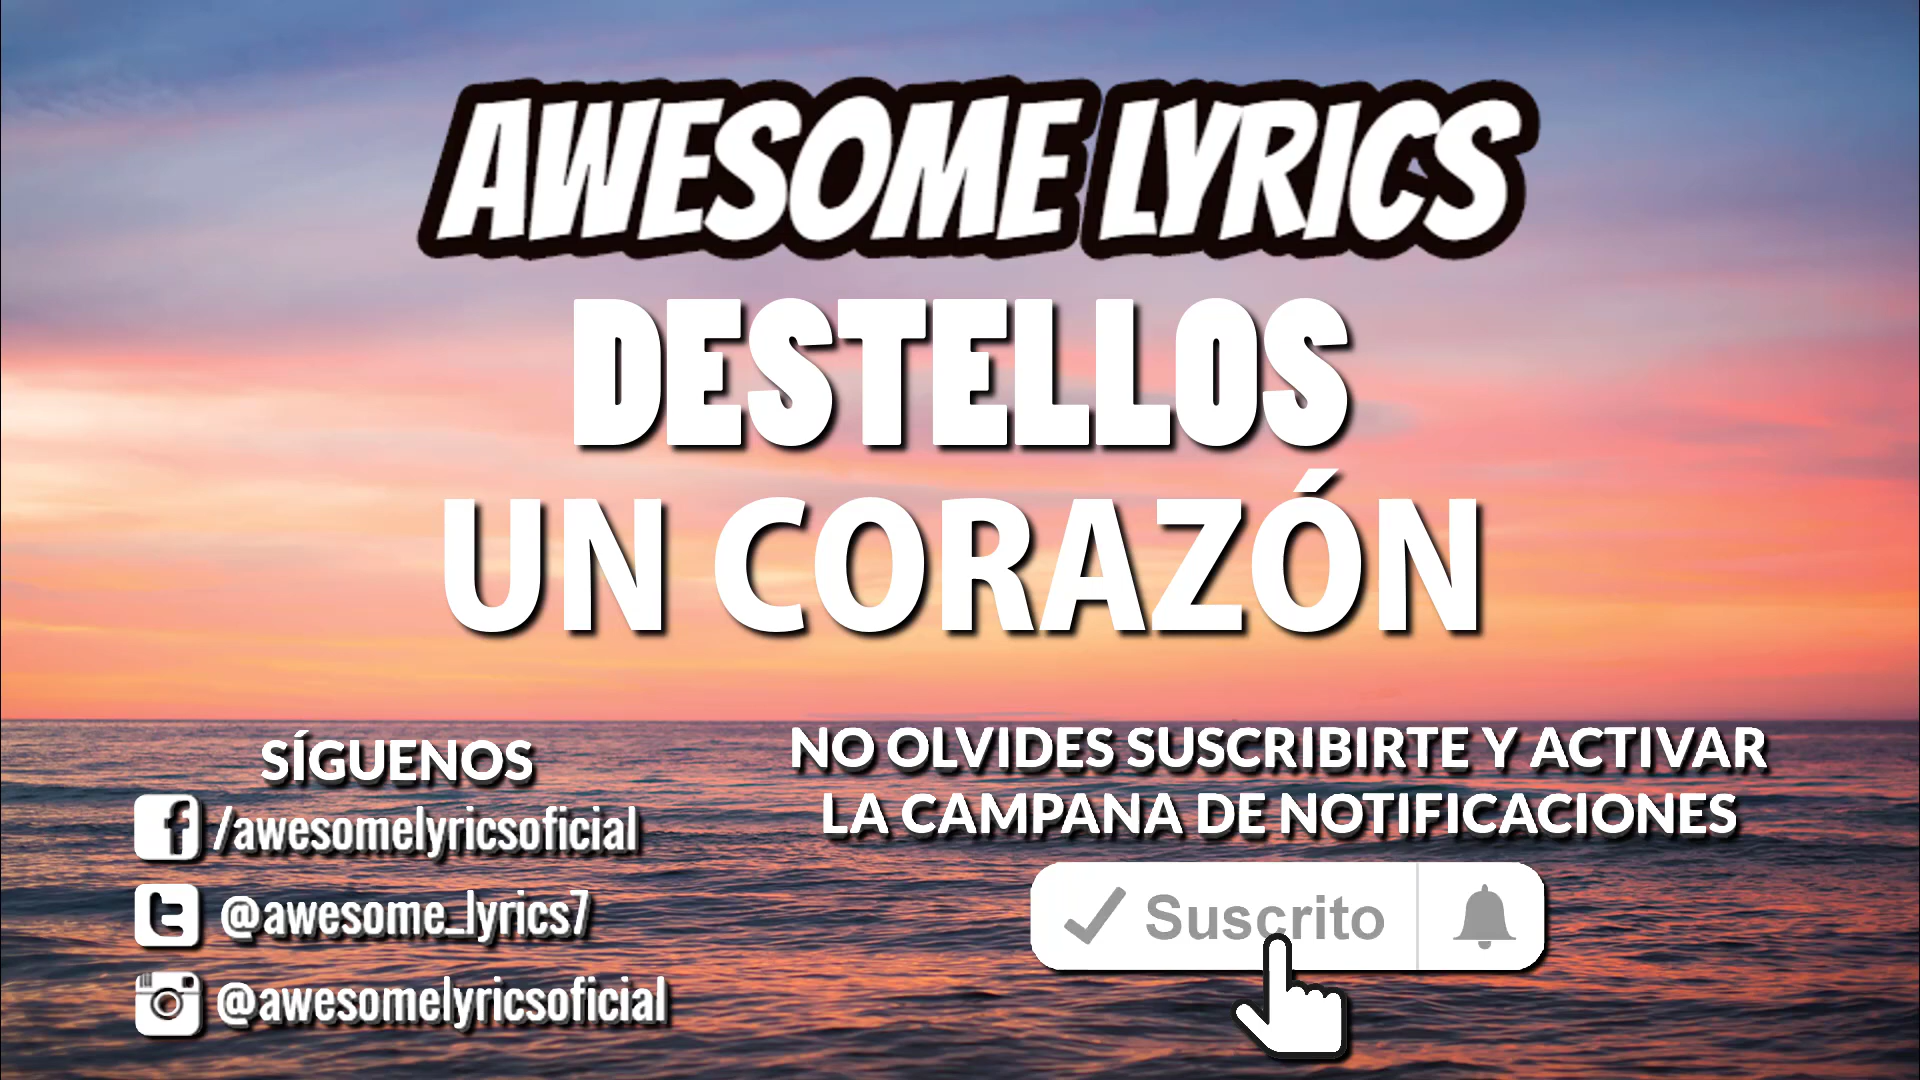 AWESOME LYRICS
DESTELLOS
UN CORAZÓN
SÍGUENOS
/awesomelyricsoficial
@awesome_lyrics7
@awesomelyricsoficial
NO OLVIDES SUSCRIBIRTE Y ACTIVAR
LA CAMPANA DE NOTIFICACIONES
Suscrito